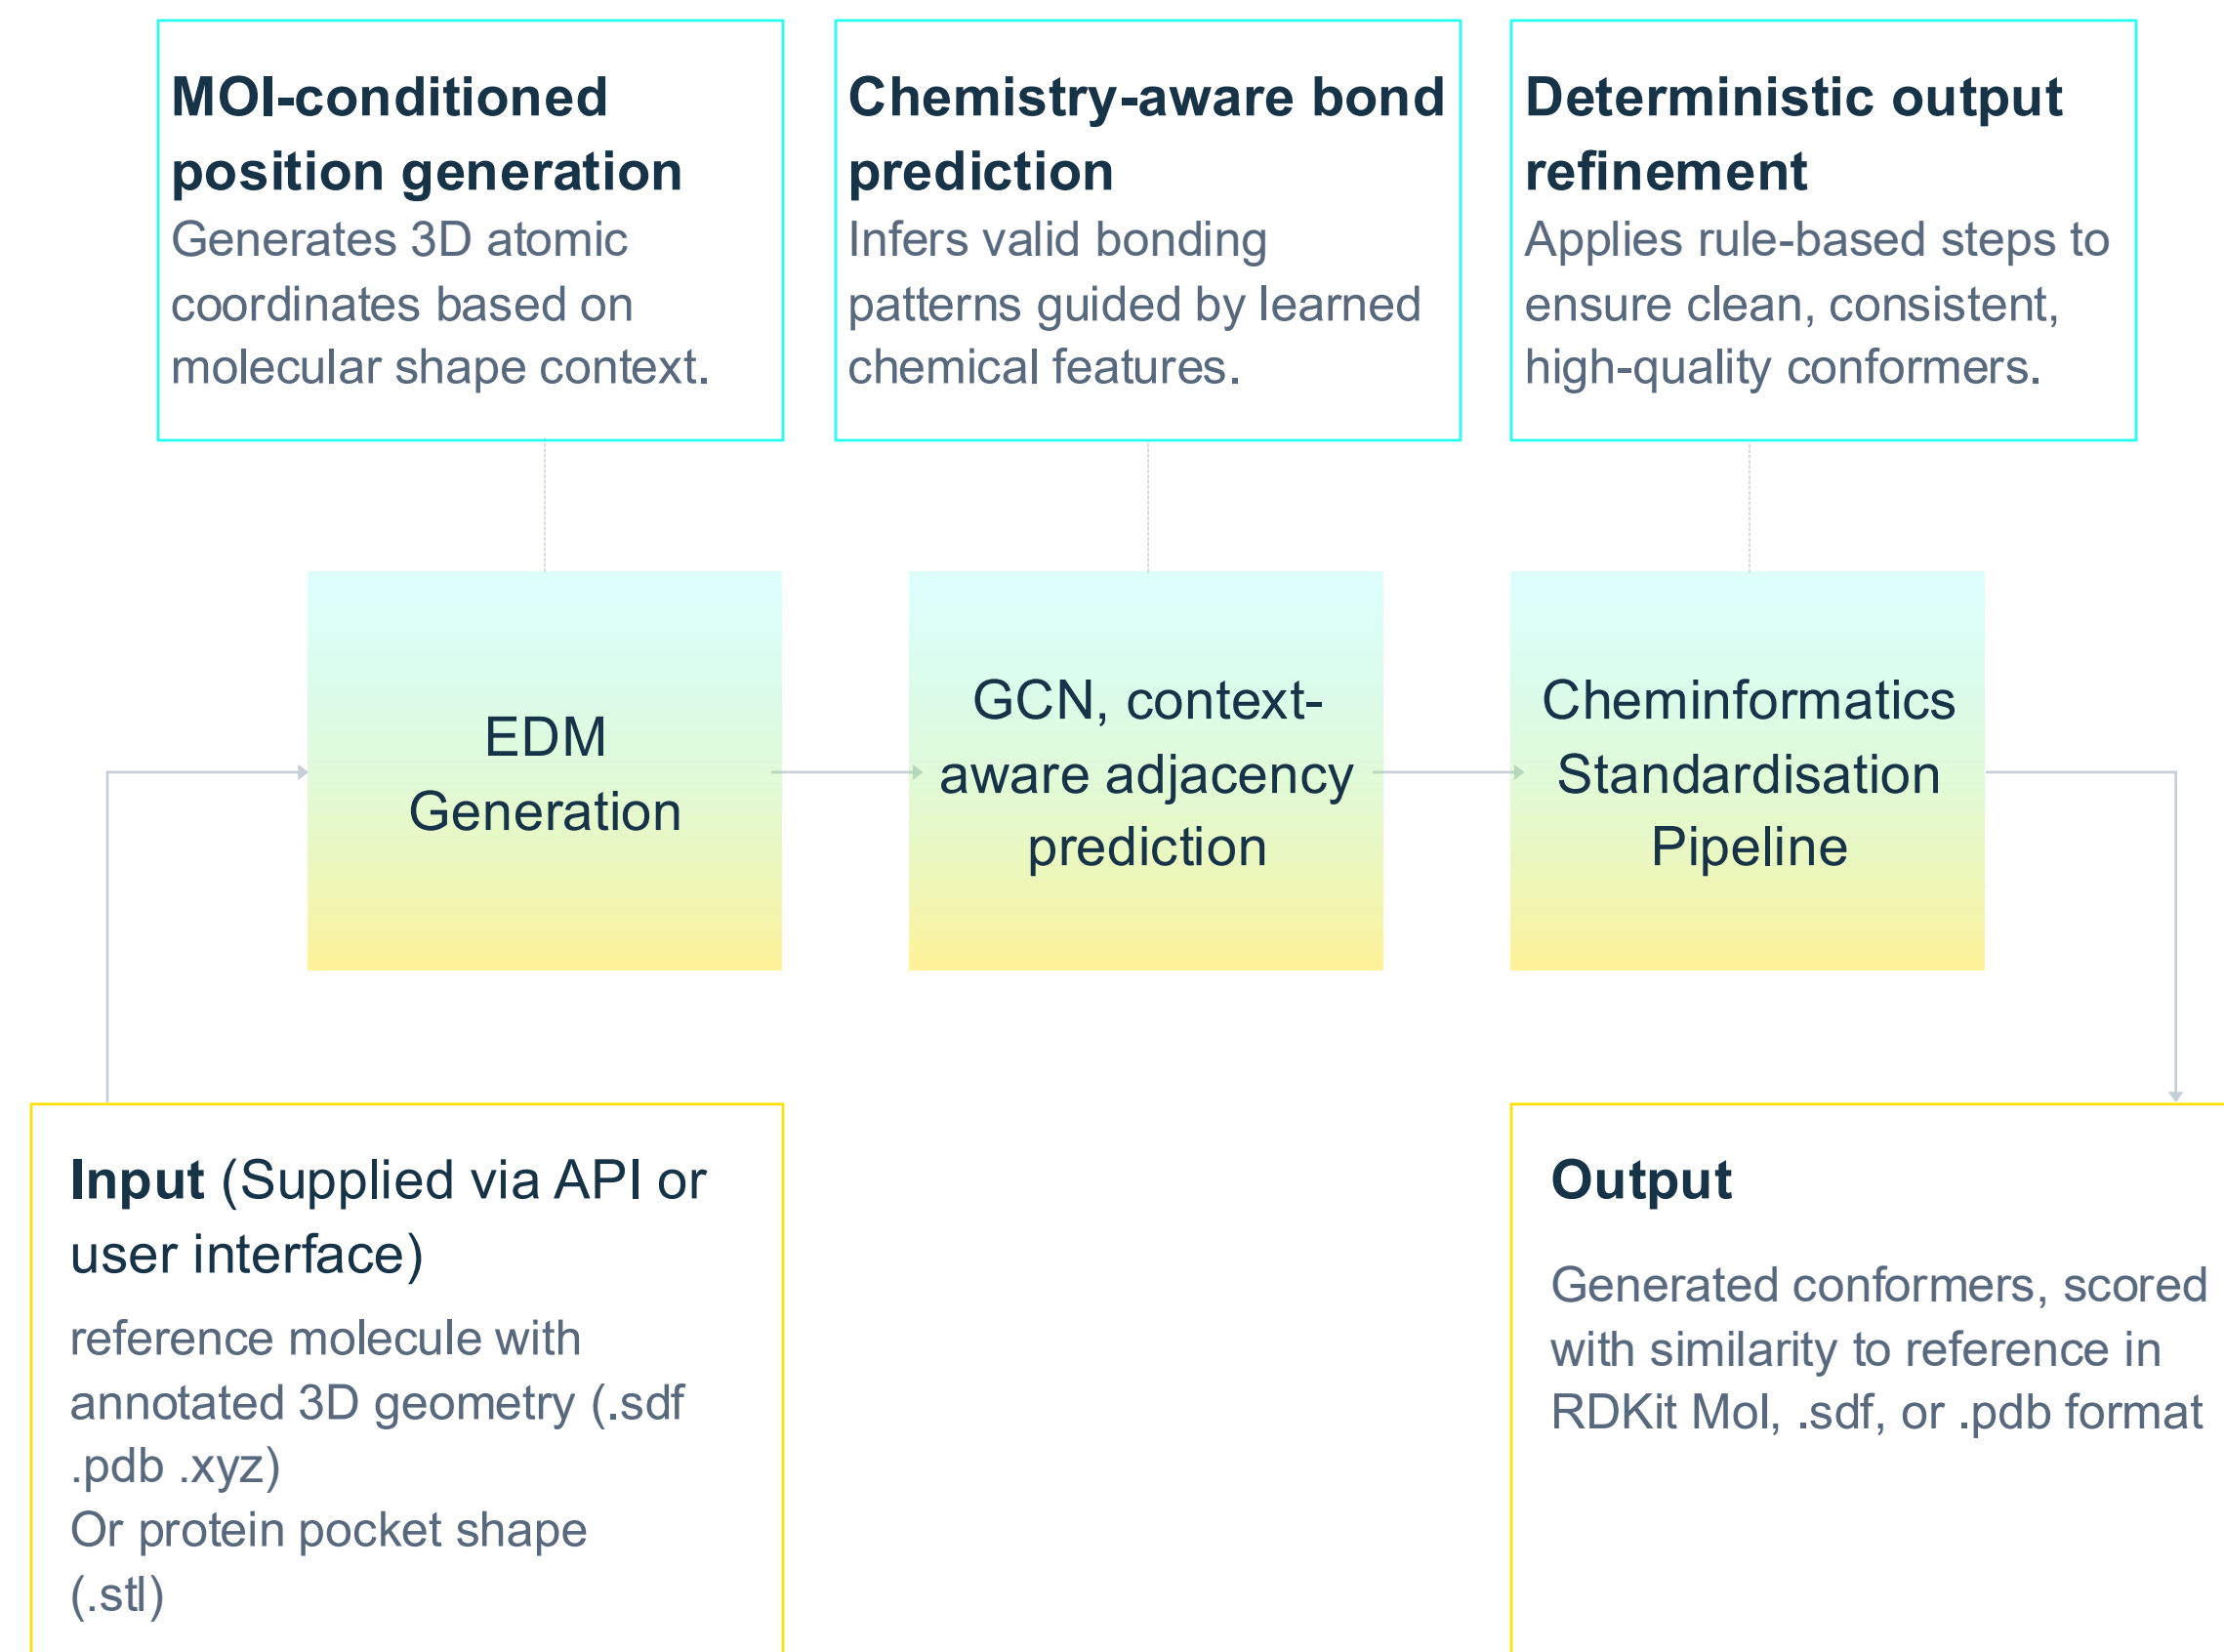 MOI-conditioned
position generation
Generates 3D atomic
coordinates based on
molecular shape context.
Chemistry-aware bond
prediction
Infers valid bonding
patterns guided by learned
chemical features.
Deterministic output
refinement
Applies rule-based steps to
ensure clean, consistent,
high-quality conformers.
EDM
Generation
GCN, context-
aware adjacency
prediction
Cheminformatics
Standardisation
Pipeline
Input (Supplied via API or
user interface)
reference molecule with
annotated 3D geometry (.sdf
.pdb .xyz)
Or protein pocket shape
(.stl)
Output
Generated conformers, scored
with similarity to reference in
RDKit Mol, .sdf, or .pdb format